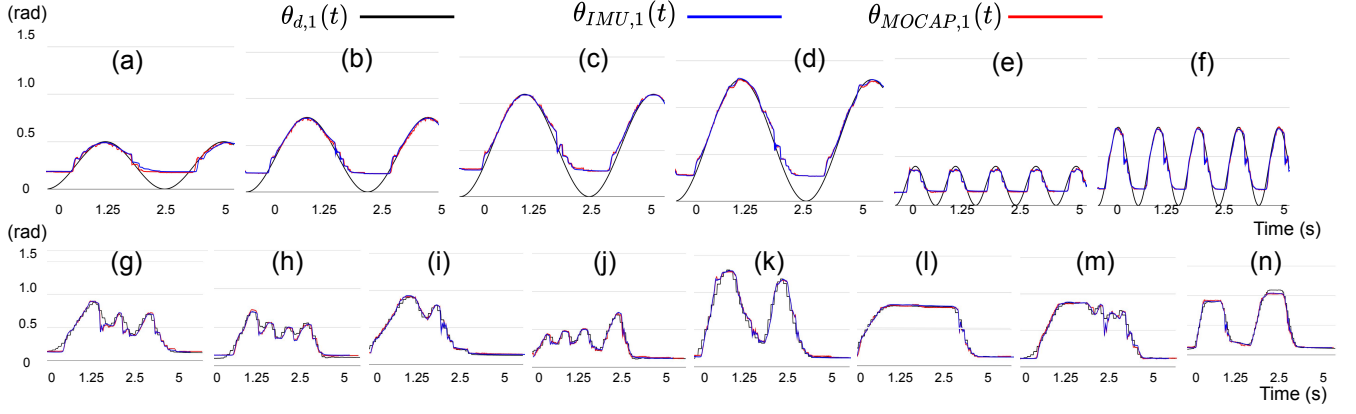 (rad) θd,1(t) θIMU,1(t) θMOCAP,1(t)
1.5
(a) (b) (c) (d) (e) (f)
1.0
0.5
0
0 1.25 2.5 5 0 1.25 2.5 5 0 1.25 2.5 5 0 1.25 2.5 5 0 1.25 2.5 5 0 1.25 2.5 5
(rad) Time (s)
1.5 (g) (h) (i) (j) (k) (l) (m) (n)
1.0
0.5
0
0 1.25 2.5 5 0 1.25 2.5 5 0 1.25 2.5 5 0 1.25 2.5 5 0 1.25 2.5 5 0 1.25 2.5 5 0 1.25 2.5 5 0 1.25 2.5 5
Time (s)